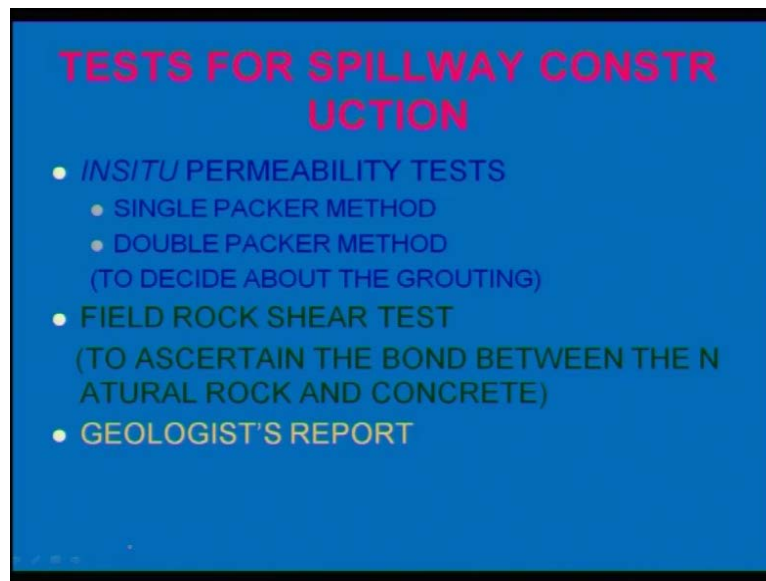 TESTS FOR SPILLWAY CONSTR
UCTION
INSITU PERMEABILITY TESTS
SINGLE PACKER METHOD
DOUBLE PACKER METHOD
(TO DECIDE ABOUT THE GROUTING)
FIELD ROCK SHEAR TEST
(TO ASCERTAIN THE BOND BETWEEN THE N
ATURAL ROCK AND CONCRETE)
GEOLOGIST'S REPORT